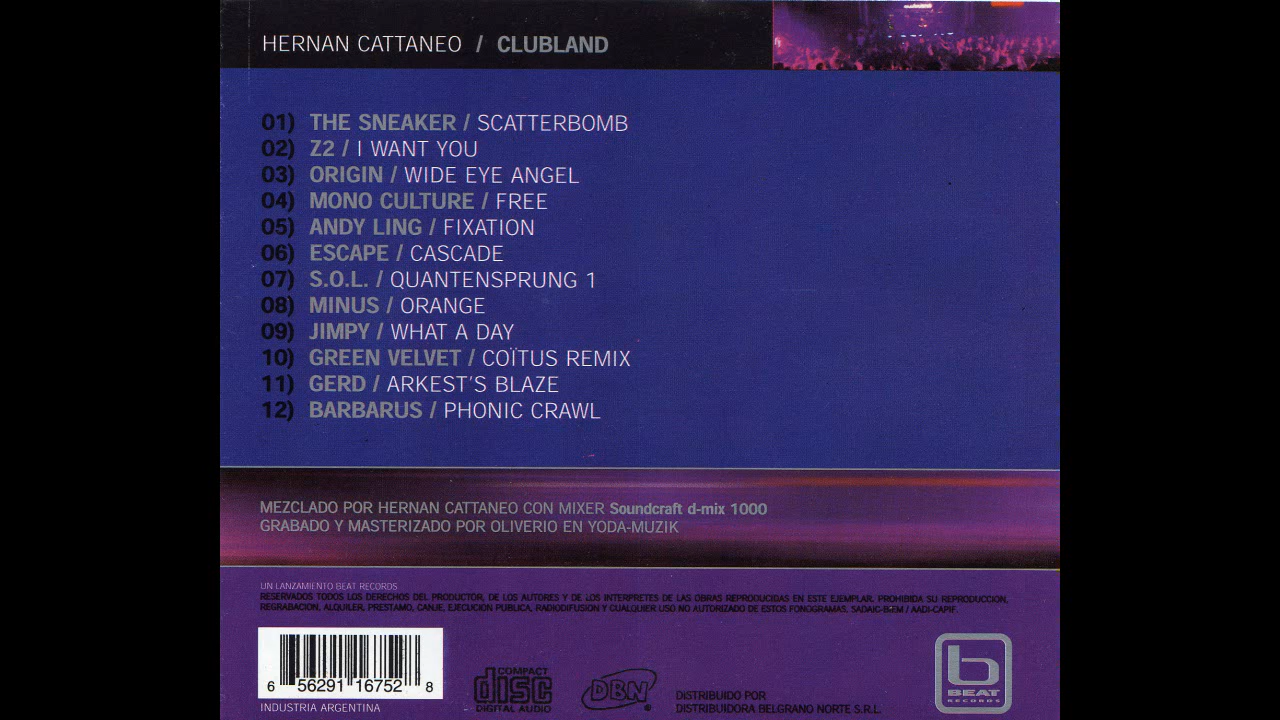 HERNAN CATTANEO / CLUBLAND
01) THE SNEAKER / SCATTERBOMB
02) Z2 / I WANT YOU
03) ORIGIN / WIDE EYE ANGEL
04) MONO CULTURE / FREE
05) ANDY LING / FIXATION
06) ESCAPE / CASCADE
07) S.O.L. / QUANTENSPRUNG 1
08) MINUS / ORANGE
09) JIMPY / WHAT A DAY
10) GREEN VELVET / COÏTUS REMIX
11) GERD / ARKEST'S BLAZE
12) BARBARUS / PHONIC CRAWL
MEZCLADO POR HERNAN CATTANEO CON MIXER Soundcraft d-mix 1000
GRABADO Y MASTERIZADO POR OLIVERIO EN YODA-MUZIK
UN LANZAMIENTO BEAT RECORDS
RESERVADOS TODOS LOS DERECHOS DEL PRODUCTOR, DE LOS AUTORES Y DE LOS INTERPRETES DE LAS OBRAS REPRODUCIDAS EN ESTE EJEMPLAR. PROHIBIDA SU REPRODUCCION,
REGRABACION, ALQUILER, PRESTAMO, CANJE, EJECUCION PUBLICA, RADIODIFUSION Y CUALQUIER USO NO AUTORIZADO DE ESTOS FONOGRAMAS. SADAIC-BIEM / AADI-CAPIF.
6 56291 16752 8
INDUSTRIA ARGENTINA
COMPACT
disc
DIGITAL AUDIO
DBN ®
DISTRIBUIDO POR
DISTRIBUIDORA BELGRANO NORTE S.R.L.
b
BEAT
RECORDS